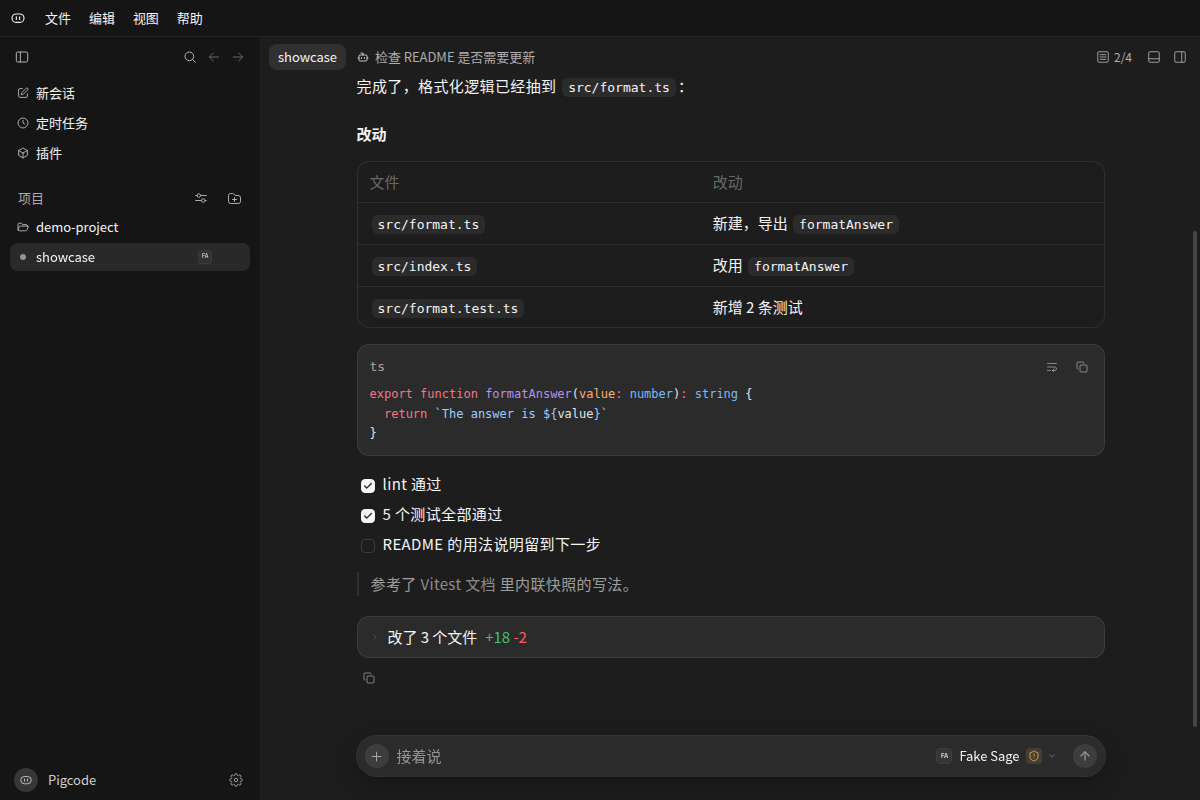 文件 编辑 视图 帮助
新会话
定时任务
插件
项目
demo-project
showcase FA
Pigcode
showcase 检查 README 是否需要更新 2/4
完成了，格式化逻辑已经抽到 src/format.ts：
改动
文件 改动
src/format.ts 新建，导出 formatAnswer
src/index.ts 改用 formatAnswer
src/format.test.ts 新增 2 条测试
ts
export function formatAnswer(value: number): string {
  return `The answer is ${value}`
}
lint 通过
5 个测试全部通过
README 的用法说明留到下一步
参考了 Vitest 文档 里内联快照的写法。
改了 3 个文件 +18 -2
接着说 FA Fake Sage